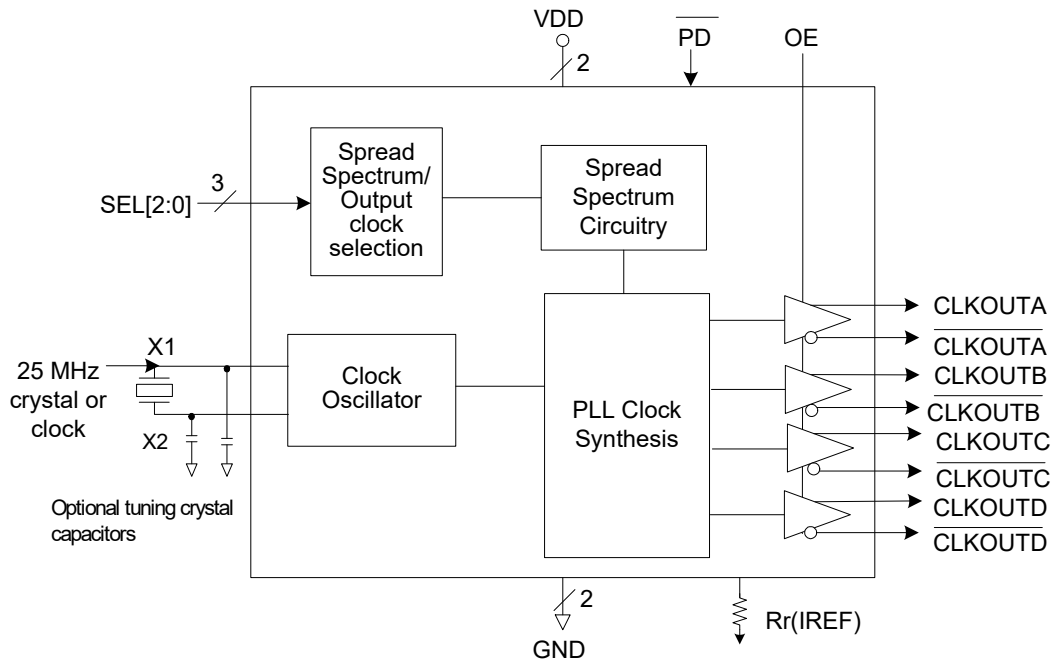 VDD
PD
OE
2
Spread
Spectrum/
Output
clock
selection
Spread
Spectrum
Circuitry
3
SEL[2:0]
CLKOUTA
CLKOUTA
CLKOUTB
CLKOUTB
CLKOUTC
CLKOUTC
CLKOUTD
CLKOUTD
X1
25 MHz
crystal or
clock
X2
Clock
Oscillator
PLL Clock
Synthesis
Optional tuning crystal
capacitors
2
GND
Rr(IREF)